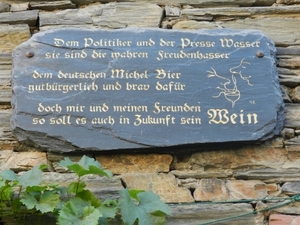 Dem Politiker und der Presse Wasser
sie sind die wahren Freudenhasser
dem deutschen Michel Bier
gutbürgerlich und brav dafür
doch mir und meinen Freunden
so soll es auch in Zukunft sein Wein